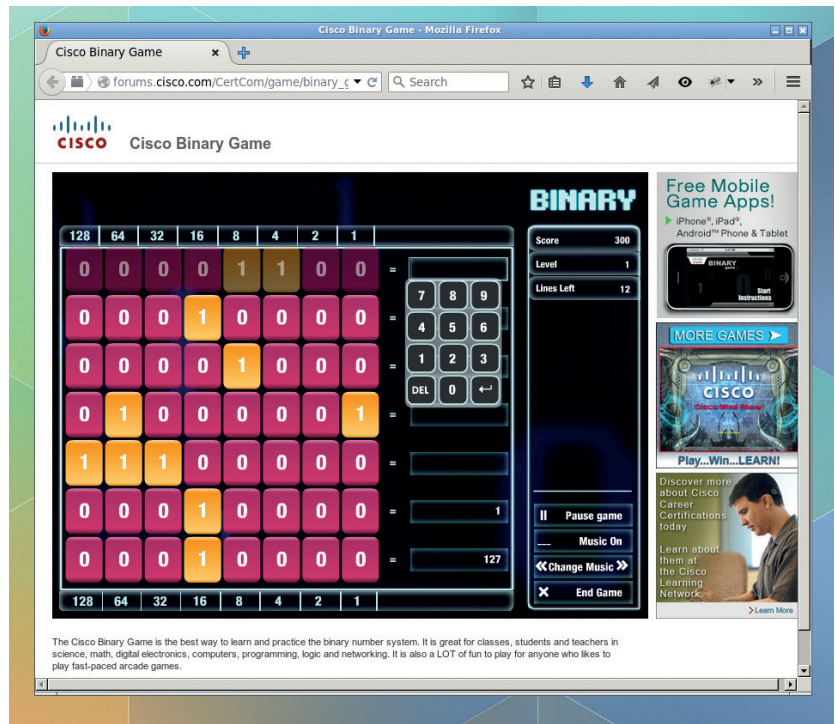 Cisco Binary Game - Mozilla Firefox
Cisco Binary Game
forums.cisco.com/CertCom/game/binary_g
Search
CISCO
Cisco Binary Game
BINARY
128 64 32 16 8 4 2 1
0 0 0 0 1 1 0 0 =
0 0 0 1 0 0 0 0 =
0 0 0 0 1 0 0 0 =
0 1 0 0 0 0 0 1 =
1 1 1 0 0 0 0 0 =
0 0 0 1 0 0 0 0 = 1
0 0 0 1 0 0 0 0 = 127
128 64 32 16 8 4 2 1
7 8 9
4 5 6
1 2 3
DEL 0
Score 300
Level 1
Lines Left 12
Pause game
Music On
Change Music
End Game
Free Mobile
Game Apps!
iPhone®, iPad®,
Android™ Phone & Tablet
BINARY
Start
Instructions
MORE GAMES
CISCO
Cisco Mind Share
Play...Win...LEARN!
Discover more
about Cisco
Career
Certifications
today.
Learn about
them at
the Cisco
Learning
Network.
Learn More
The Cisco Binary Game is the best way to learn and practice the binary number system. It is great for classes, students and teachers in
science, math, digital electronics, computers, programming, logic and networking. It is also a LOT of fun to play for anyone who likes to
play fast-paced arcade games.